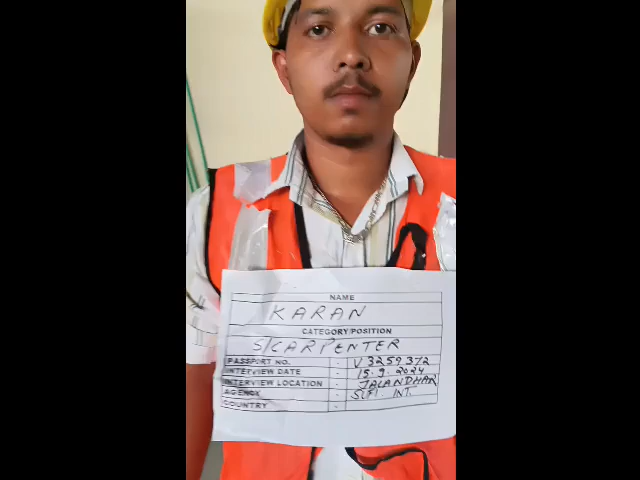 NAME
KARAN
CATEGORY/POSITION
S/CARPENTER
PASSPORT NO. : V3259372
INTERVIEW DATE : 15.9.2024
INTERVIEW LOCATION : JALANDHAR
AGENCY : SUFI INT.
COUNTRY :